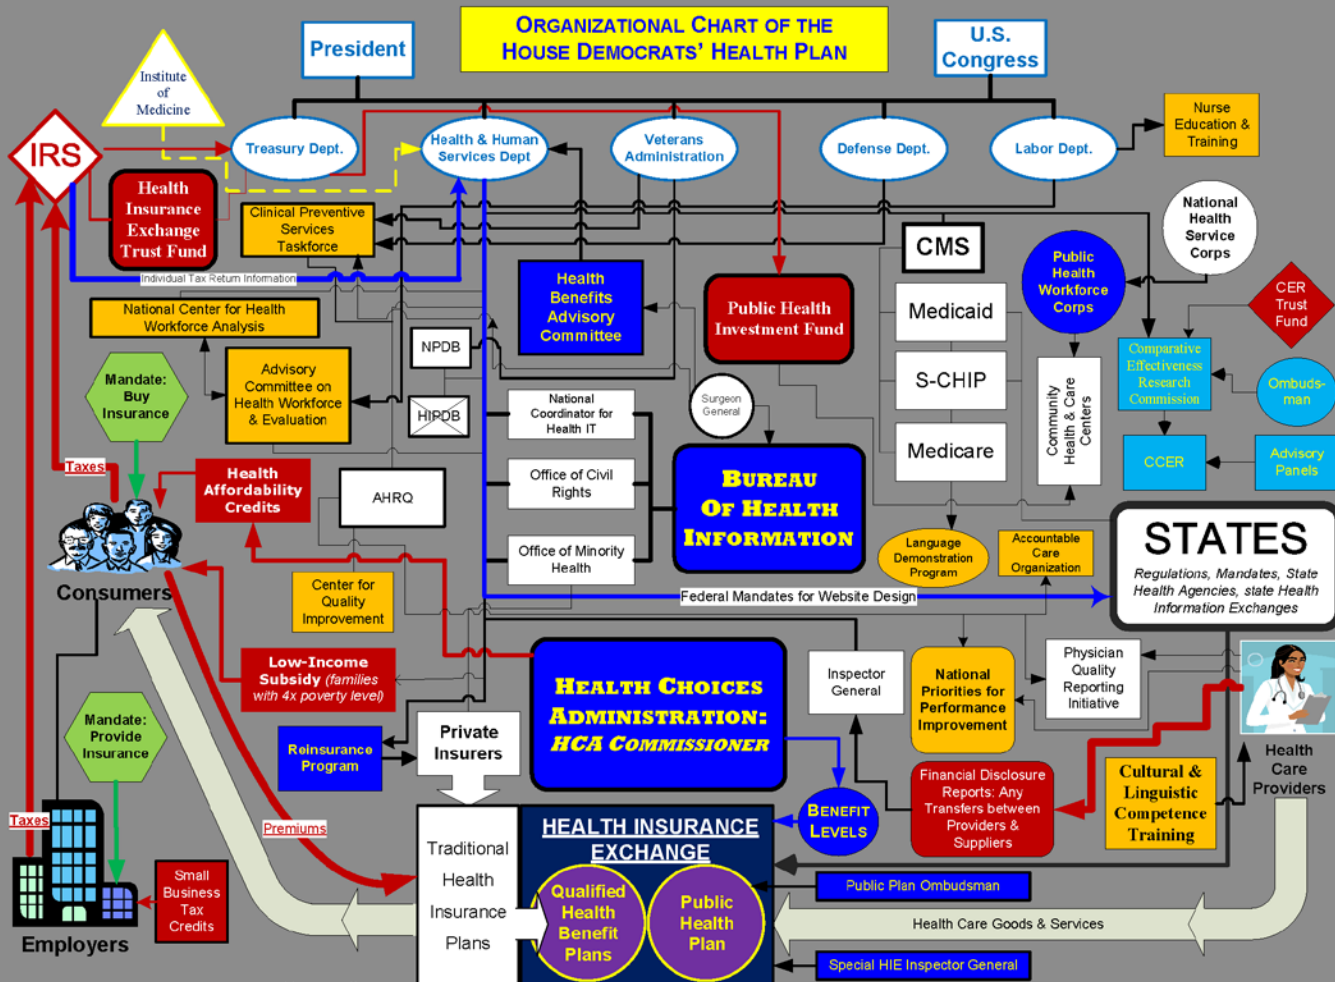 ORGANIZATIONAL CHART OF THE
HOUSE DEMOCRATS' HEALTH PLAN
President
U.S.
Congress
Institute
of
Medicine
IRS
Treasury Dept.
Health & Human
Services Dept
Veterans
Administration
Defense Dept.
Labor Dept.
Nurse
Education &
Training
Health
Insurance
Exchange
Trust Fund
Clinical Preventive
Services
Taskforce
Individual Tax Return Information
Health
Benefits
Advisory
Committee
Public Health
Investment Fund
CMS
Medicaid
S-CHIP
Medicare
Public
Health
Workforce
Corps
National
Health
Service
Corps
CER
Trust
Fund
Comparative
Effectiveness
Research
Commission
Ombuds-
man
CCER
Advisory
Panels
Community
Health & Care
Centers
National Center for Health
Workforce Analysis
Mandate:
Buy
Insurance
Advisory
Committee on
Health Workforce
& Evaluation
NPDB
HIPDB
National
Coordinator for
Health IT
Office of Civil
Rights
Office of Minority
Health
Surgeon
General
BUREAU
OF HEALTH
INFORMATION
Taxes
Health
Affordability
Credits
AHRQ
Center for
Quality
Improvement
Consumers
Language
Demonstration
Program
Accountable
Care
Organization
STATES
Regulations, Mandates, State
Health Agencies, state Health
Information Exchanges
Federal Mandates for Website Design
Low-Income
Subsidy (families
with 4x poverty level)
HEALTH CHOICES
ADMINISTRATION:
HCA COMMISSIONER
Inspector
General
National
Priorities for
Performance
Improvement
Physician
Quality
Reporting
Initiative
Health
Care
Providers
Mandate:
Provide
Insurance
Reinsurance
Program
Private
Insurers
BENEFIT
LEVELS
Financial Disclosure
Reports: Any
Transfers between
Providers &
Suppliers
Cultural &
Linguistic
Competence
Training
Taxes
Premiums
Employers
Small
Business
Tax
Credits
Traditional
Health
Insurance
Plans
HEALTH INSURANCE
EXCHANGE
Qualified
Health
Benefit
Plans
Public
Health
Plan
Public Plan Ombudsman
Health Care Goods & Services
Special HIE Inspector General